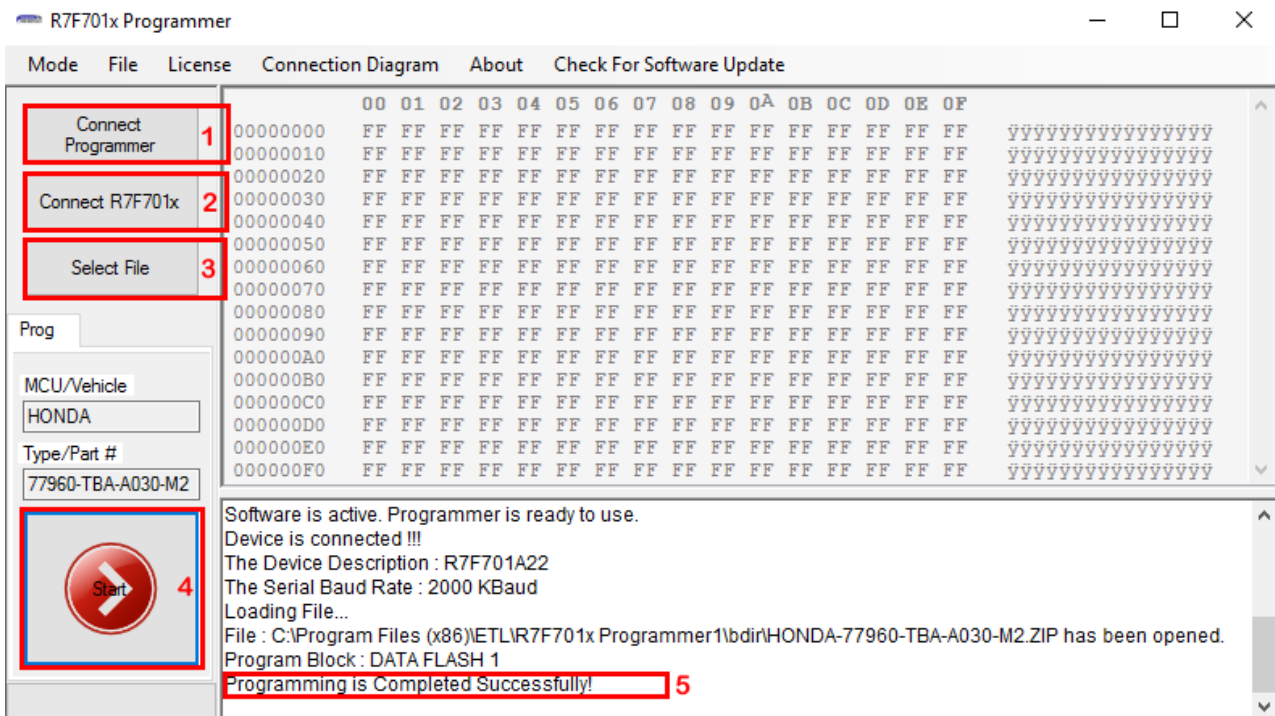 R7F701x Programmer
Mode File License Connection Diagram About Check For Software Update
Connect
Programmer
1
Connect R7F701x
2
Select File
3
Prog
MCU/Vehicle
HONDA
Type/Part #
77960-TBA-A030-M2
Start
4
00 01 02 03 04 05 06 07 08 09 0A 0B 0C 0D 0E 0F
00000000 FF FF FF FF FF FF FF FF FF FF FF FF FF FF FF FF ÿÿÿÿÿÿÿÿÿÿÿÿÿÿÿÿ
00000010 FF FF FF FF FF FF FF FF FF FF FF FF FF FF FF FF ÿÿÿÿÿÿÿÿÿÿÿÿÿÿÿÿ
00000020 FF FF FF FF FF FF FF FF FF FF FF FF FF FF FF FF ÿÿÿÿÿÿÿÿÿÿÿÿÿÿÿÿ
00000030 FF FF FF FF FF FF FF FF FF FF FF FF FF FF FF FF ÿÿÿÿÿÿÿÿÿÿÿÿÿÿÿÿ
00000040 FF FF FF FF FF FF FF FF FF FF FF FF FF FF FF FF ÿÿÿÿÿÿÿÿÿÿÿÿÿÿÿÿ
00000050 FF FF FF FF FF FF FF FF FF FF FF FF FF FF FF FF ÿÿÿÿÿÿÿÿÿÿÿÿÿÿÿÿ
00000060 FF FF FF FF FF FF FF FF FF FF FF FF FF FF FF FF ÿÿÿÿÿÿÿÿÿÿÿÿÿÿÿÿ
00000070 FF FF FF FF FF FF FF FF FF FF FF FF FF FF FF FF ÿÿÿÿÿÿÿÿÿÿÿÿÿÿÿÿ
00000080 FF FF FF FF FF FF FF FF FF FF FF FF FF FF FF FF ÿÿÿÿÿÿÿÿÿÿÿÿÿÿÿÿ
00000090 FF FF FF FF FF FF FF FF FF FF FF FF FF FF FF FF ÿÿÿÿÿÿÿÿÿÿÿÿÿÿÿÿ
000000A0 FF FF FF FF FF FF FF FF FF FF FF FF FF FF FF FF ÿÿÿÿÿÿÿÿÿÿÿÿÿÿÿÿ
000000B0 FF FF FF FF FF FF FF FF FF FF FF FF FF FF FF FF ÿÿÿÿÿÿÿÿÿÿÿÿÿÿÿÿ
000000C0 FF FF FF FF FF FF FF FF FF FF FF FF FF FF FF FF ÿÿÿÿÿÿÿÿÿÿÿÿÿÿÿÿ
000000D0 FF FF FF FF FF FF FF FF FF FF FF FF FF FF FF FF ÿÿÿÿÿÿÿÿÿÿÿÿÿÿÿÿ
000000E0 FF FF FF FF FF FF FF FF FF FF FF FF FF FF FF FF ÿÿÿÿÿÿÿÿÿÿÿÿÿÿÿÿ
000000F0 FF FF FF FF FF FF FF FF FF FF FF FF FF FF FF FF ÿÿÿÿÿÿÿÿÿÿÿÿÿÿÿÿ
Software is active. Programmer is ready to use.
Device is connected !!!
The Device Description : R7F701A22
The Serial Baud Rate : 2000 KBaud
Loading File...
File : C:\Program Files (x86)\ETL\R7F701x Programmer1\bdir\HONDA-77960-TBA-A030-M2.ZIP has been opened.
Program Block : DATA FLASH 1
Programming is Completed Successfully!
5